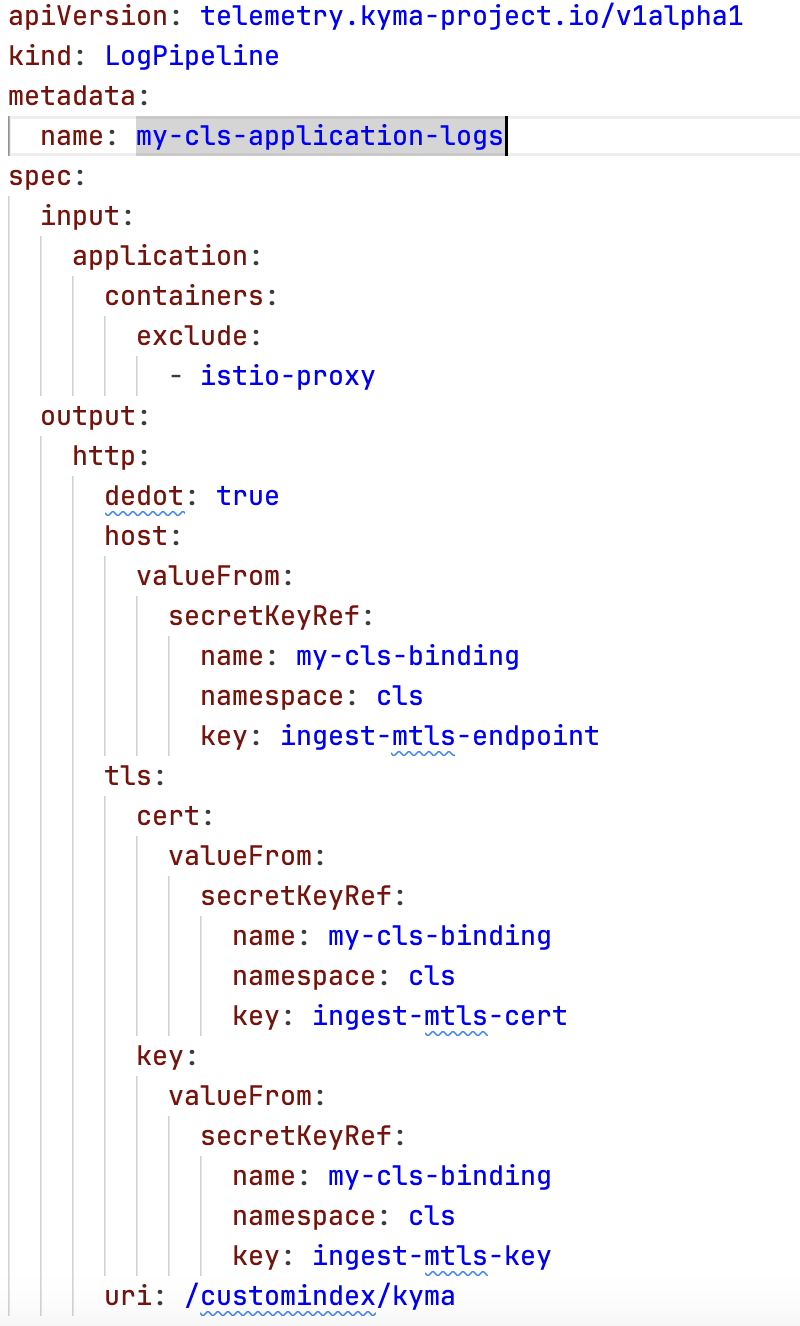 apiVersion: telemetry.kyma-project.io/v1alpha1
kind: LogPipeline
metadata:
  name: my-cls-application-logs
spec:
  input:
    application:
      containers:
        exclude:
          - istio-proxy
  output:
    http:
      dedot: true
      host:
        valueFrom:
          secretKeyRef:
            name: my-cls-binding
            namespace: cls
            key: ingest-mtls-endpoint
      tls:
        cert:
          valueFrom:
            secretKeyRef:
              name: my-cls-binding
              namespace: cls
              key: ingest-mtls-cert
        key:
          valueFrom:
            secretKeyRef:
              name: my-cls-binding
              namespace: cls
              key: ingest-mtls-key
      uri: /customindex/kyma